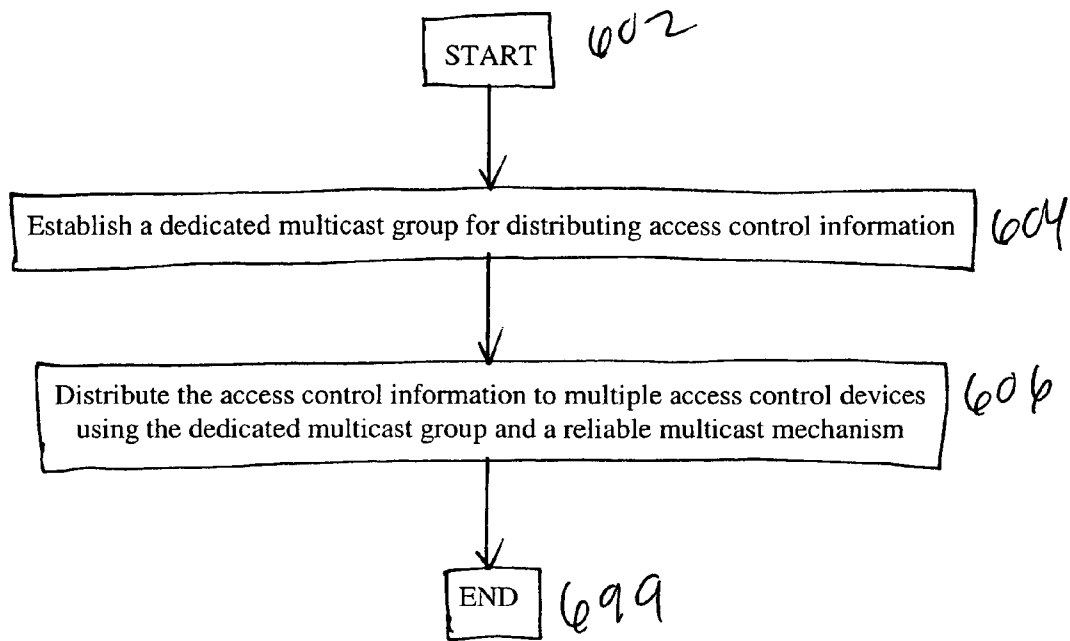 START 602
Establish a dedicated multicast group for distributing access control information 604
Distribute the access control information to multiple access control devices 606
using the dedicated multicast group and a reliable multicast mechanism
END 699